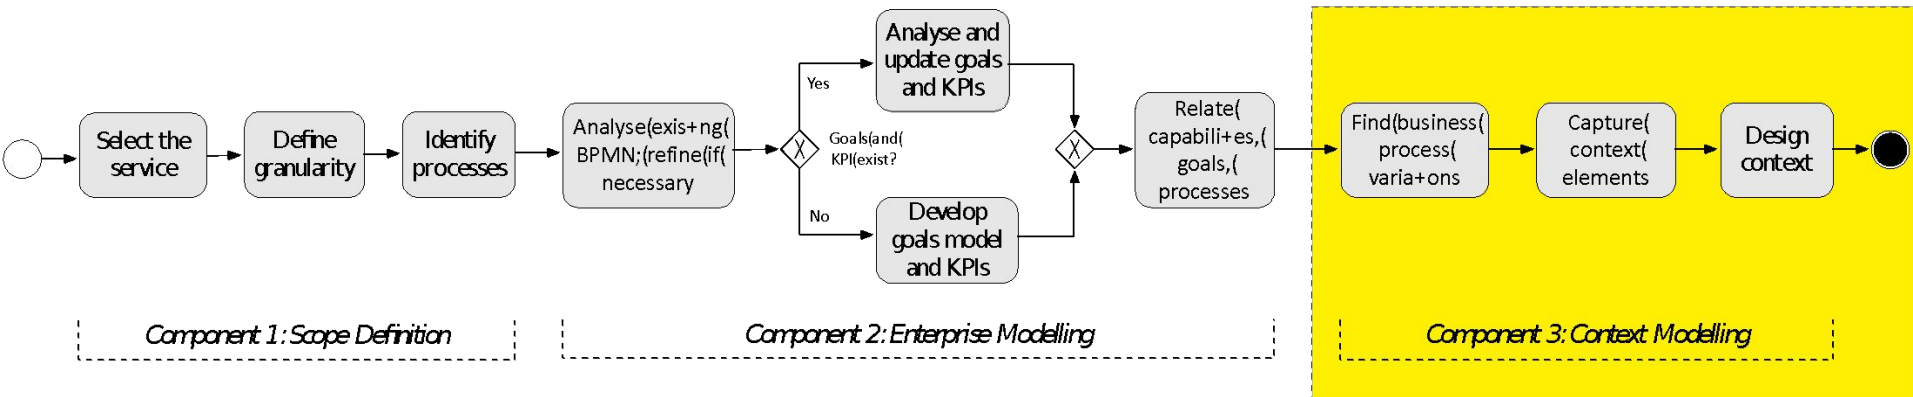 Select the
service
Define
granularity
Identify
processes
Analyse(exis+ng(
BPMN;(refine(if(
necessary
X
Goals(and(
KPI(exist?
Yes
Analyse and
update goals
and KPIs
No
Develop
goals model
and KPIs
X
Relate(
capabili+es,(
goals,(
processes
Find(business(
process(
varia+ons
Capture(
context(
elements
Design
context
Component 1: Scope Definition
Component 2: Enterprise Modelling
Component 3: Context Modelling